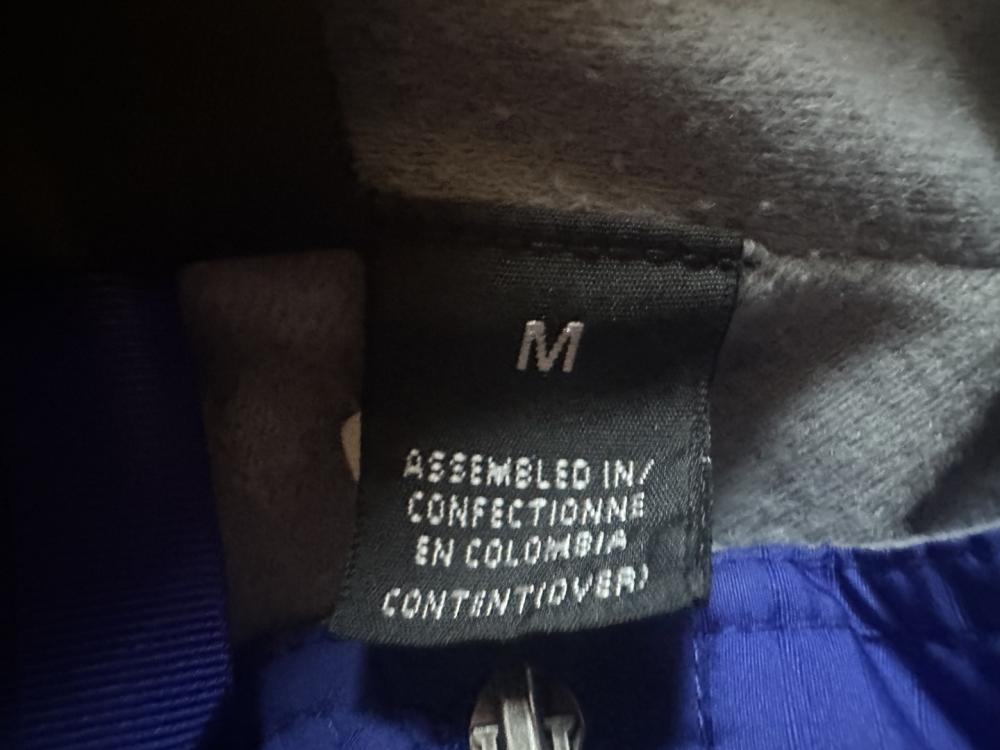 M
ASSEMBLED IN/
CONFECTIONNE
EN COLOMBIA
CONTENT(OVER)